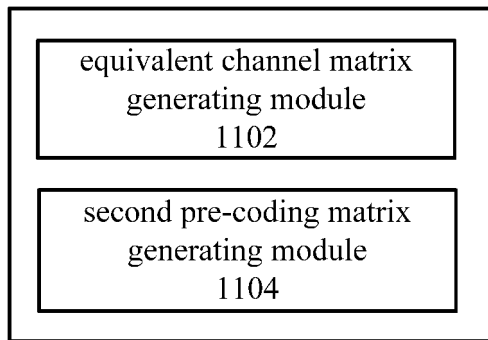 equivalent channel matrix
generating module
1102
second pre-coding matrix
generating module
1104